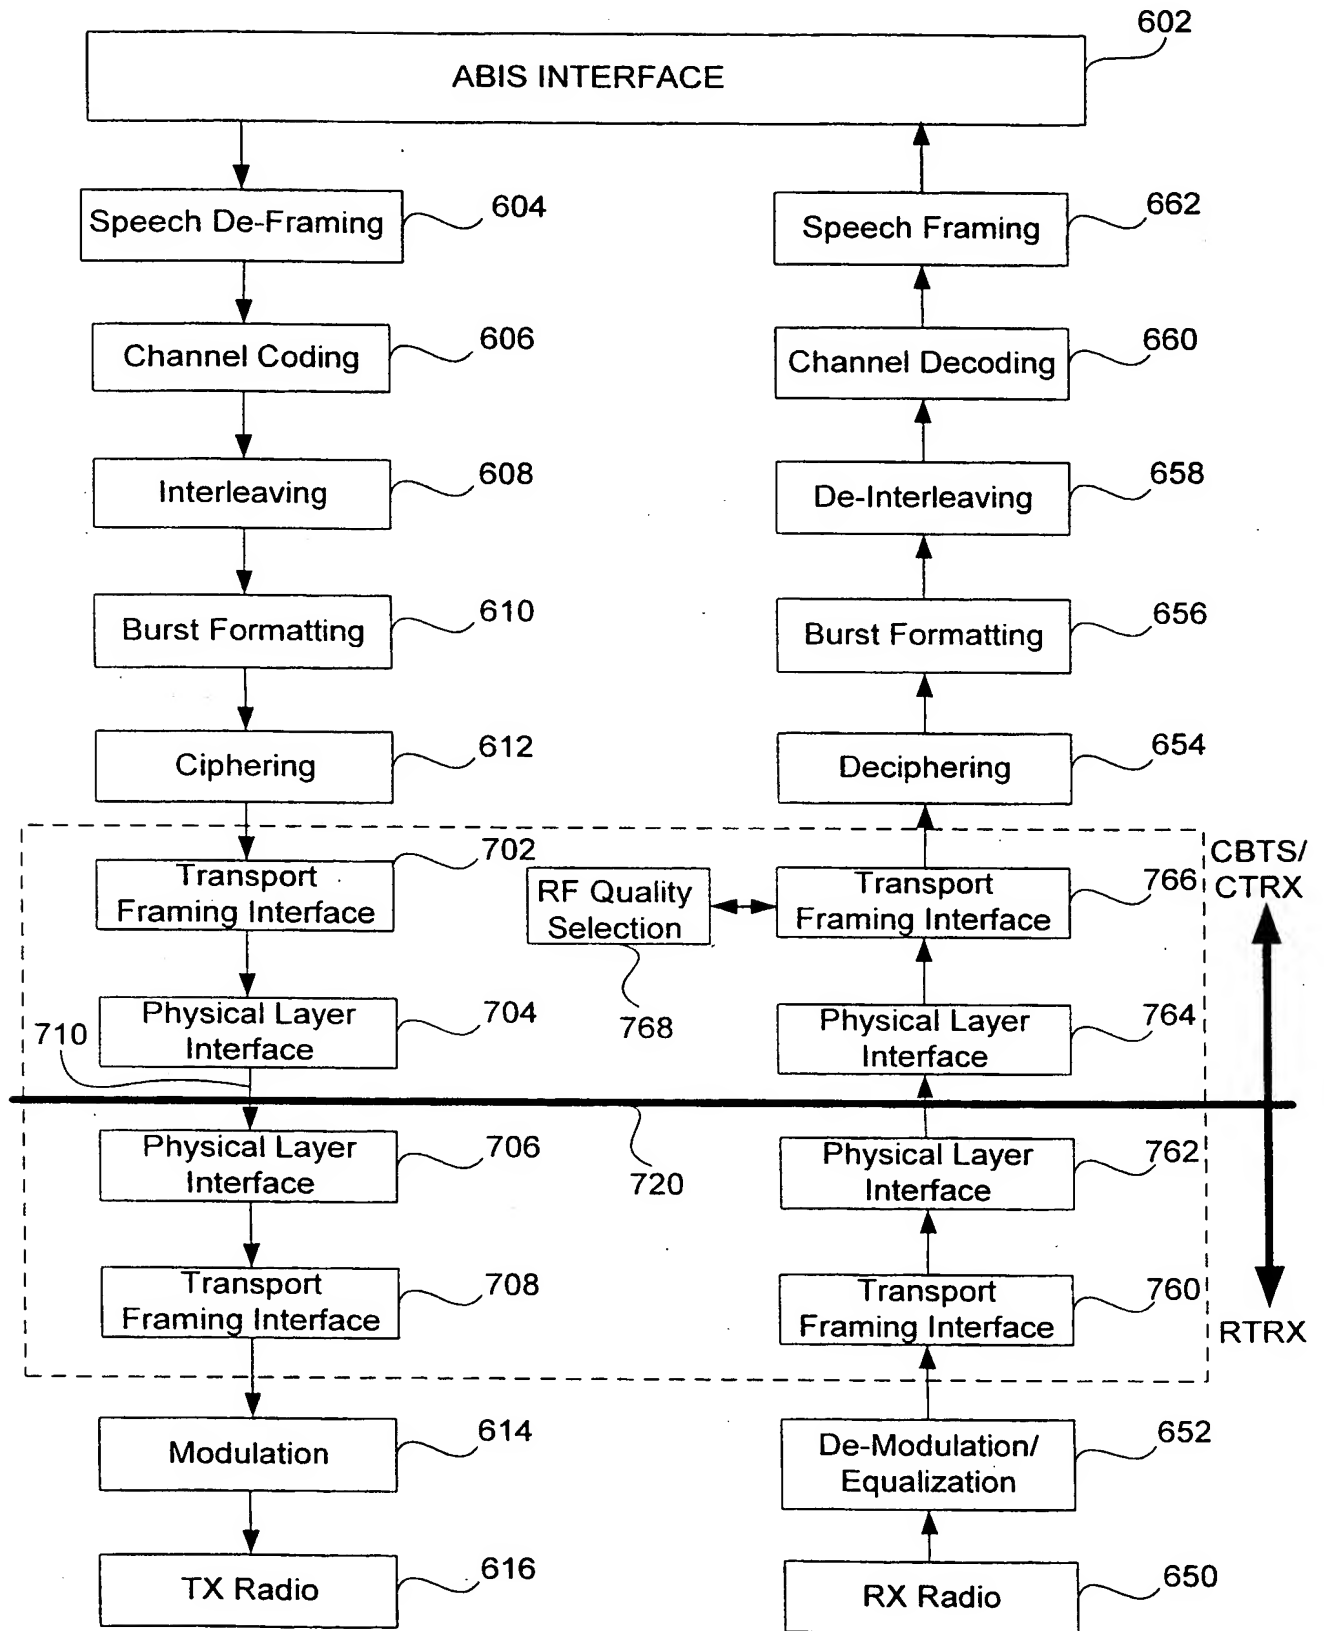 602
ABIS INTERFACE
Speech De-Framing
604
Speech Framing
662
Channel Coding
606
Channel Decoding
660
Interleaving
608
De-Interleaving
658
Burst Formatting
610
Burst Formatting
656
Ciphering
612
Deciphering
654
Transport
Framing Interface
702
RF Quality
Selection
768
Transport
Framing Interface
766
CBTS/
CTRX
710
Physical Layer
Interface
704
Physical Layer
Interface
764
Physical Layer
Interface
706
720
Physical Layer
Interface
762
Transport
Framing Interface
708
Transport
Framing Interface
760
RTRX
Modulation
614
De-Modulation/
Equalization
652
TX Radio
616
RX Radio
650